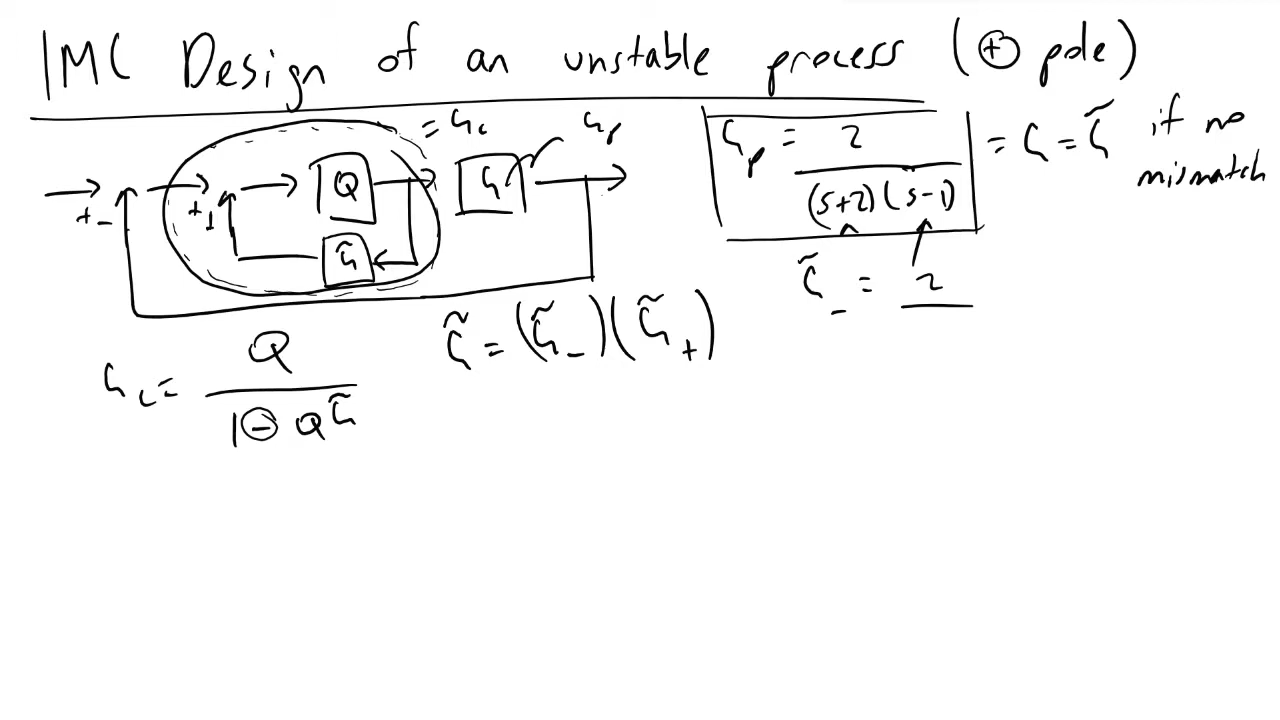 IMC Design of an unstable process (⊕ pole)
= Gc
Gp
+ -
+ +
Q
G
G̃
Gp = 2 / (s+2)(s-1) = G = G̃ if no mismatch
G̃- = 2
G̃ = (G̃-)(G̃+)
Gc = Q / 1 ⊖ QG̃